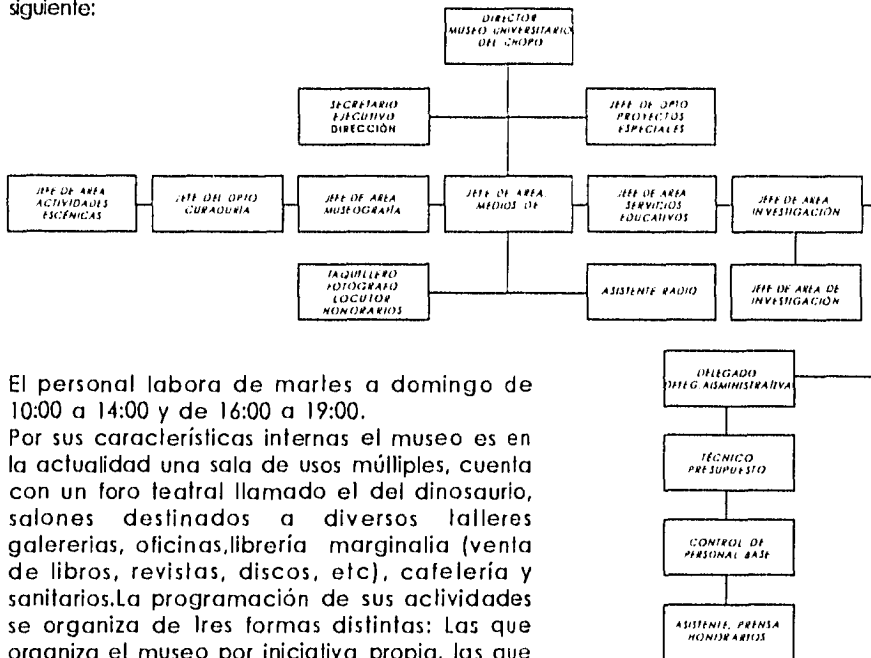 siguiente:
DIRECTOR
MUSEO UNIVERSITARIO
DEL CHOPO
SECRETARIO
EJECUTIVO
DIRECCIÓN
JEFE DE DPTO
PROYECTOS
ESPECIALES
JEFE DE AREA
ACTIVIDADES
ESCÉNICAS
JEFE DEL DPTO
CURADURÍA
JEFE DE AREA
MUSEOGRAFÍA
JEFE DE AREA
MEDIOS DE
JEFE DE AREA
SERVICIOS
EDUCATIVOS
JEFE DE AREA
INVESTIGACIÓN
TAQUILLERO
FOTÓGRAFO
LOCUTOR
HONORARIOS
ASISTENTE RADIO
JEFE DE AREA DE
INVESTIGACIÓN
El personal labora de martes a domingo de
10:00 a 14:00 y de 16:00 a 19:00.
Por sus características internas el museo es en
la actualidad una sala de usos múltiples, cuenta
con un foro teatral llamado el del dinosaurio,
salones destinados a diversos talleres
galererias, oficinas,librería marginalia (venta
de libros, revistas, discos, etc), cafetería y
sanitarios.La programación de sus actividades
se organiza de tres formas distintas: Las que
organiza el museo por iniciativa propia, las que
DELEGADO
DELEG. ADMINISTRATIVA
TÉCNICO
PRESUPUESTO
CONTROL DE
PERSONAL BASE
ASISTENTE, PRENSA
HONORARIOS